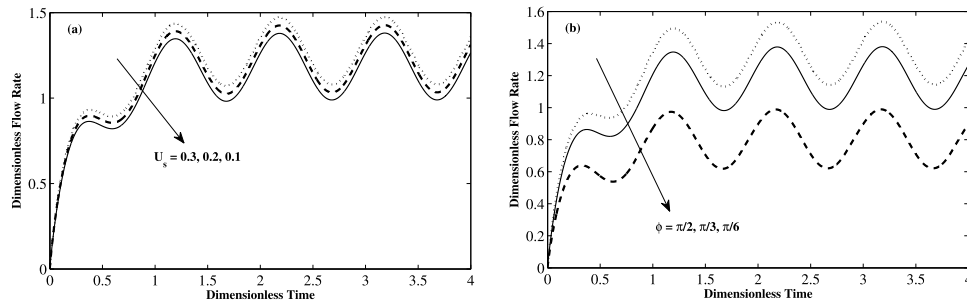 (a)
Dimensionless Flow Rate
1.5
1
0.5
0
U_s = 0.3, 0.2, 0.1
0 0.5 1 1.5 2 2.5 3 3.5 4
Dimensionless Time
(b)
Dimensionless Flow Rate
1.6
1.4
1.2
1
0.8
0.6
0.4
0.2
0
ϕ = π/2, π/3, π/6
0 0.5 1 1.5 2 2.5 3 3.5 4
Dimensionless Time